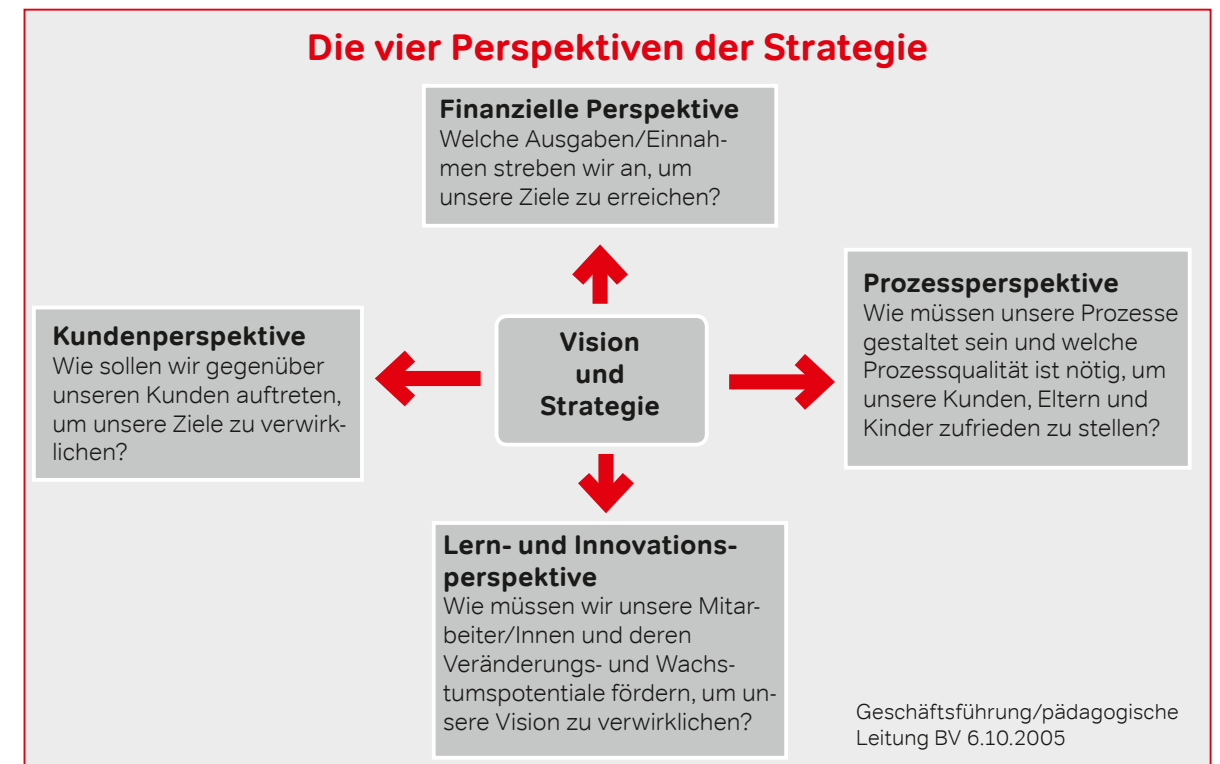 Die vier Perspektiven der Strategie
Finanzielle Perspektive
Welche Ausgaben/Einnah-
men streben wir an, um
unsere Ziele zu erreichen?
Kundenperspektive
Wie sollen wir gegenüber
unseren Kunden auftreten,
um unsere Ziele zu verwirk-
lichen?
Vision
und
Strategie
Prozessperspektive
Wie müssen unsere Prozesse
gestaltet sein und welche
Prozessqualität ist nötig, um
unsere Kunden, Eltern und
Kinder zufrieden zu stellen?
Lern- und Innovations-
perspektive
Wie müssen wir unsere Mitar-
beiter/Innen und deren
Veränderungs- und Wachs-
tumspotentiale fördern, um un-
sere Vision zu verwirklichen?
Geschäftsführung/pädagogische
Leitung BV 6.10.2005